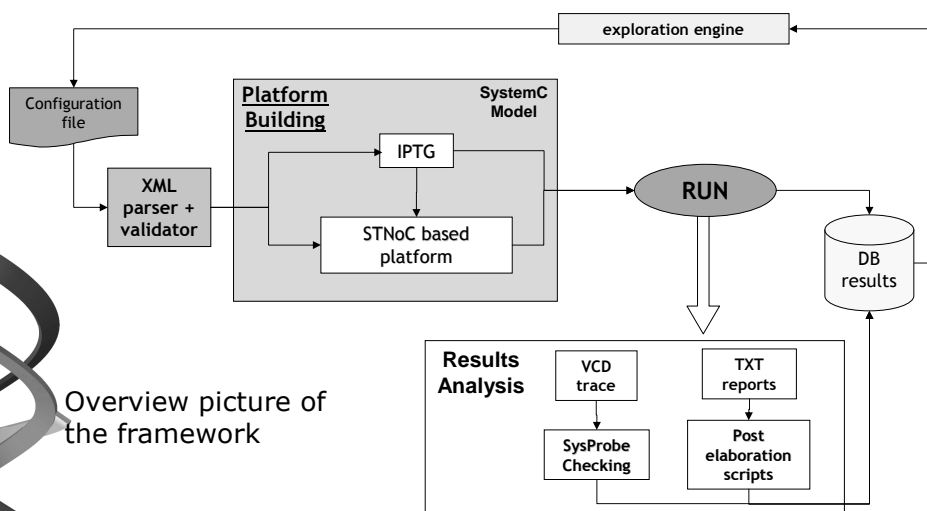 exploration engine
Configuration
file
Platform
Building
SystemC
Model
IPTG
XML
parser +
validator
STNoC based
platform
RUN
DB
results
Results
Analysis
VCD
trace
TXT
reports
SysProbe
Checking
Post
elaboration
scripts
Overview picture of
the framework